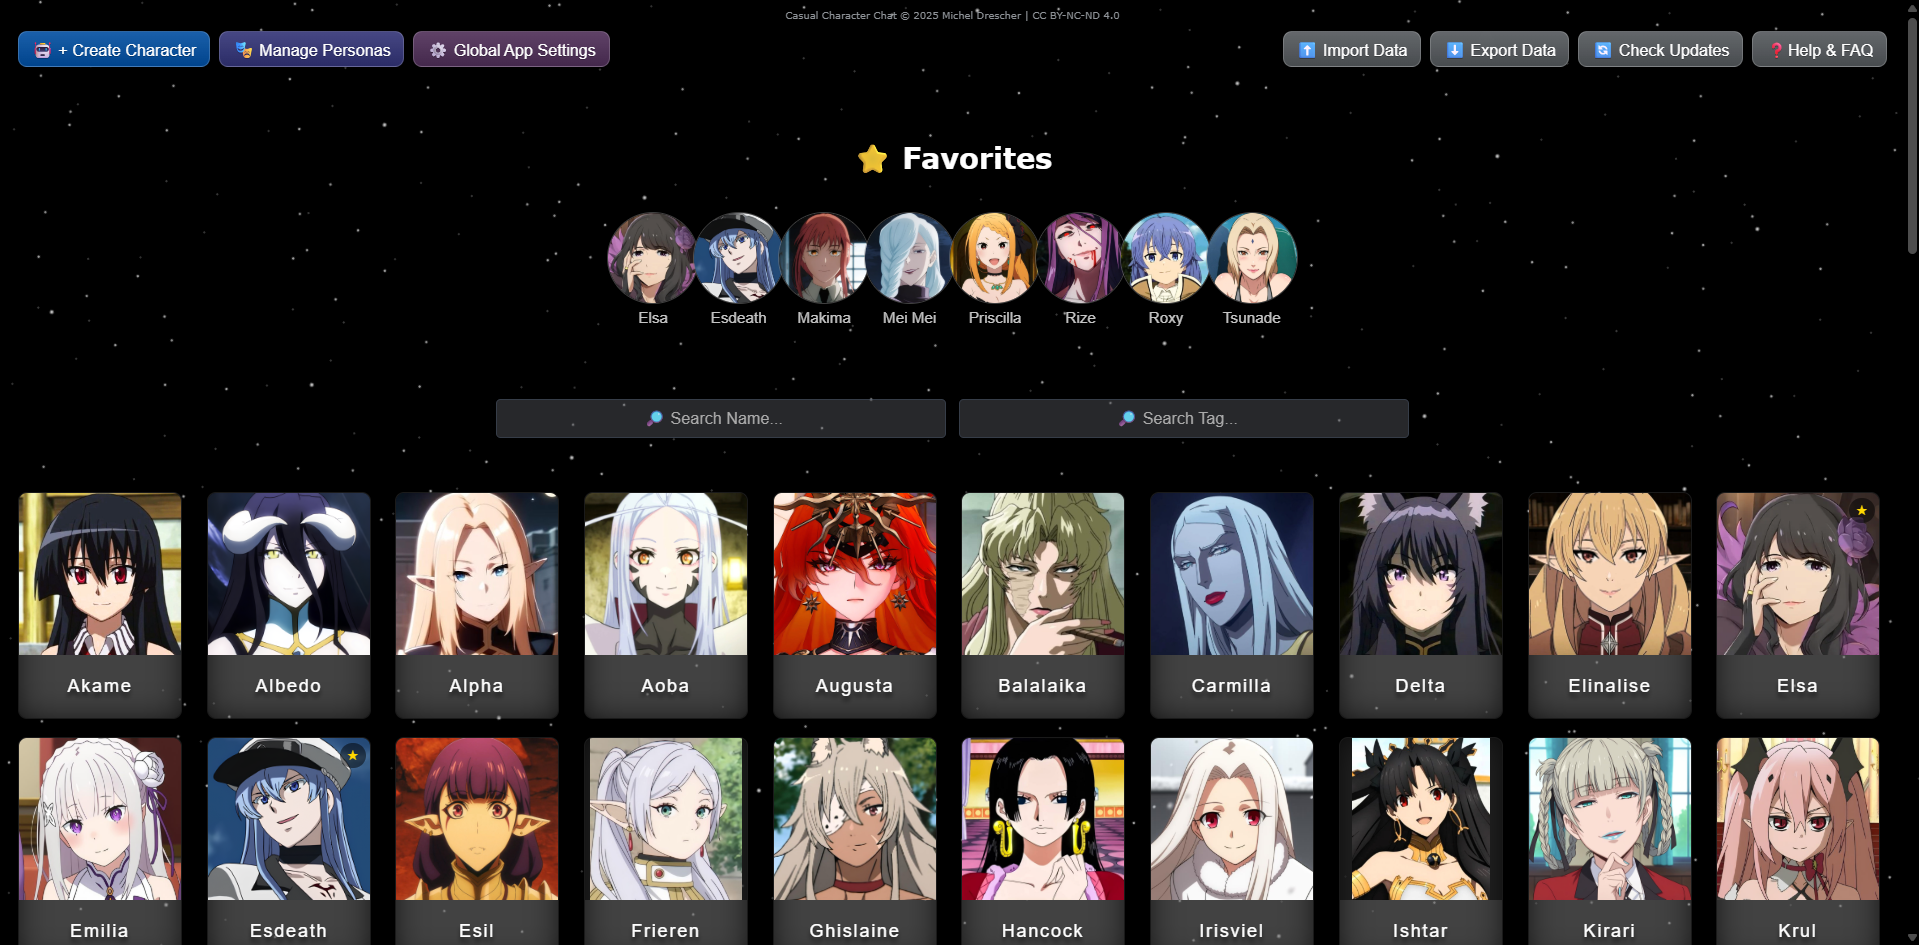 Casual Character Chat © 2025 Michel Drescher | CC BY-NC-ND 4.0
+ Create Character
Manage Personas
Global App Settings
Import Data
Export Data
Check Updates
Help & FAQ
Favorites
Elsa
Esdeath
Makima
Mei Mei
Priscilla
Rize
Roxy
Tsunade
Search Name...
Search Tag...
Akame
Albedo
Alpha
Aoba
Augusta
Balalaika
Carmilla
Delta
Elinalise
Elsa
Emilia
Esdeath
Esil
Frieren
Ghislaine
Hancock
Irisviel
Ishtar
Kirari
Krul